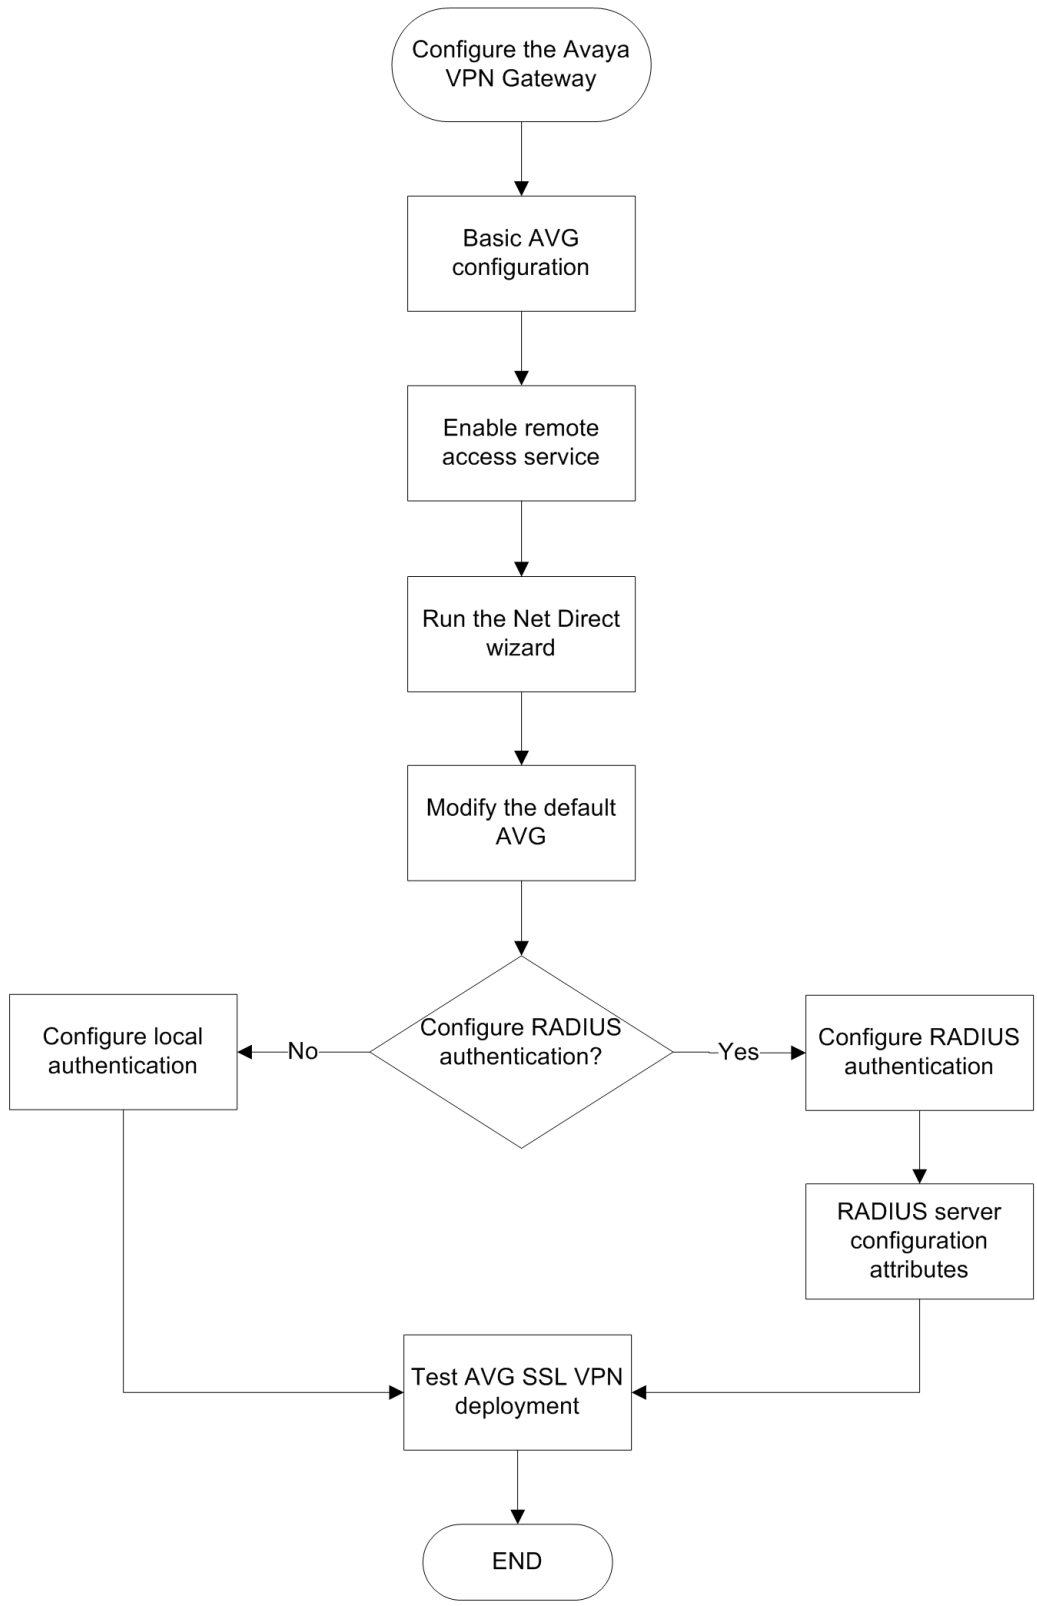 Configure the Avaya
VPN Gateway
Basic AVG
configuration
Enable remote
access service
Run the Net Direct
wizard
Modify the default
AVG
Configure RADIUS
authentication?
No
Yes
Configure local
authentication
Configure RADIUS
authentication
RADIUS server
configuration
attributes
Test AVG SSL VPN
deployment
END